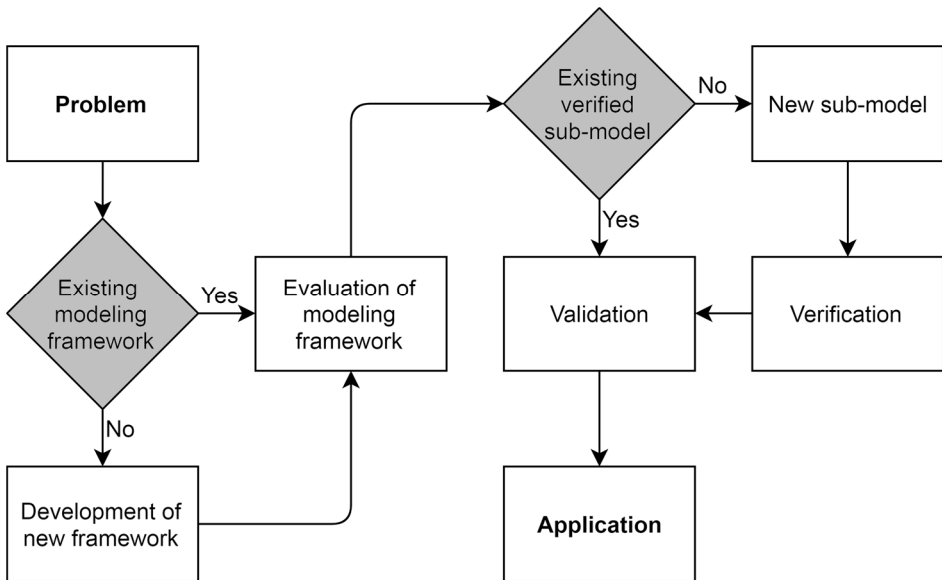 Problem
Existing
modeling
framework
Yes
No
Development of
new framework
Evaluation of
modeling
framework
Existing
verified
sub-model
No
Yes
New sub-model
Verification
Validation
Application